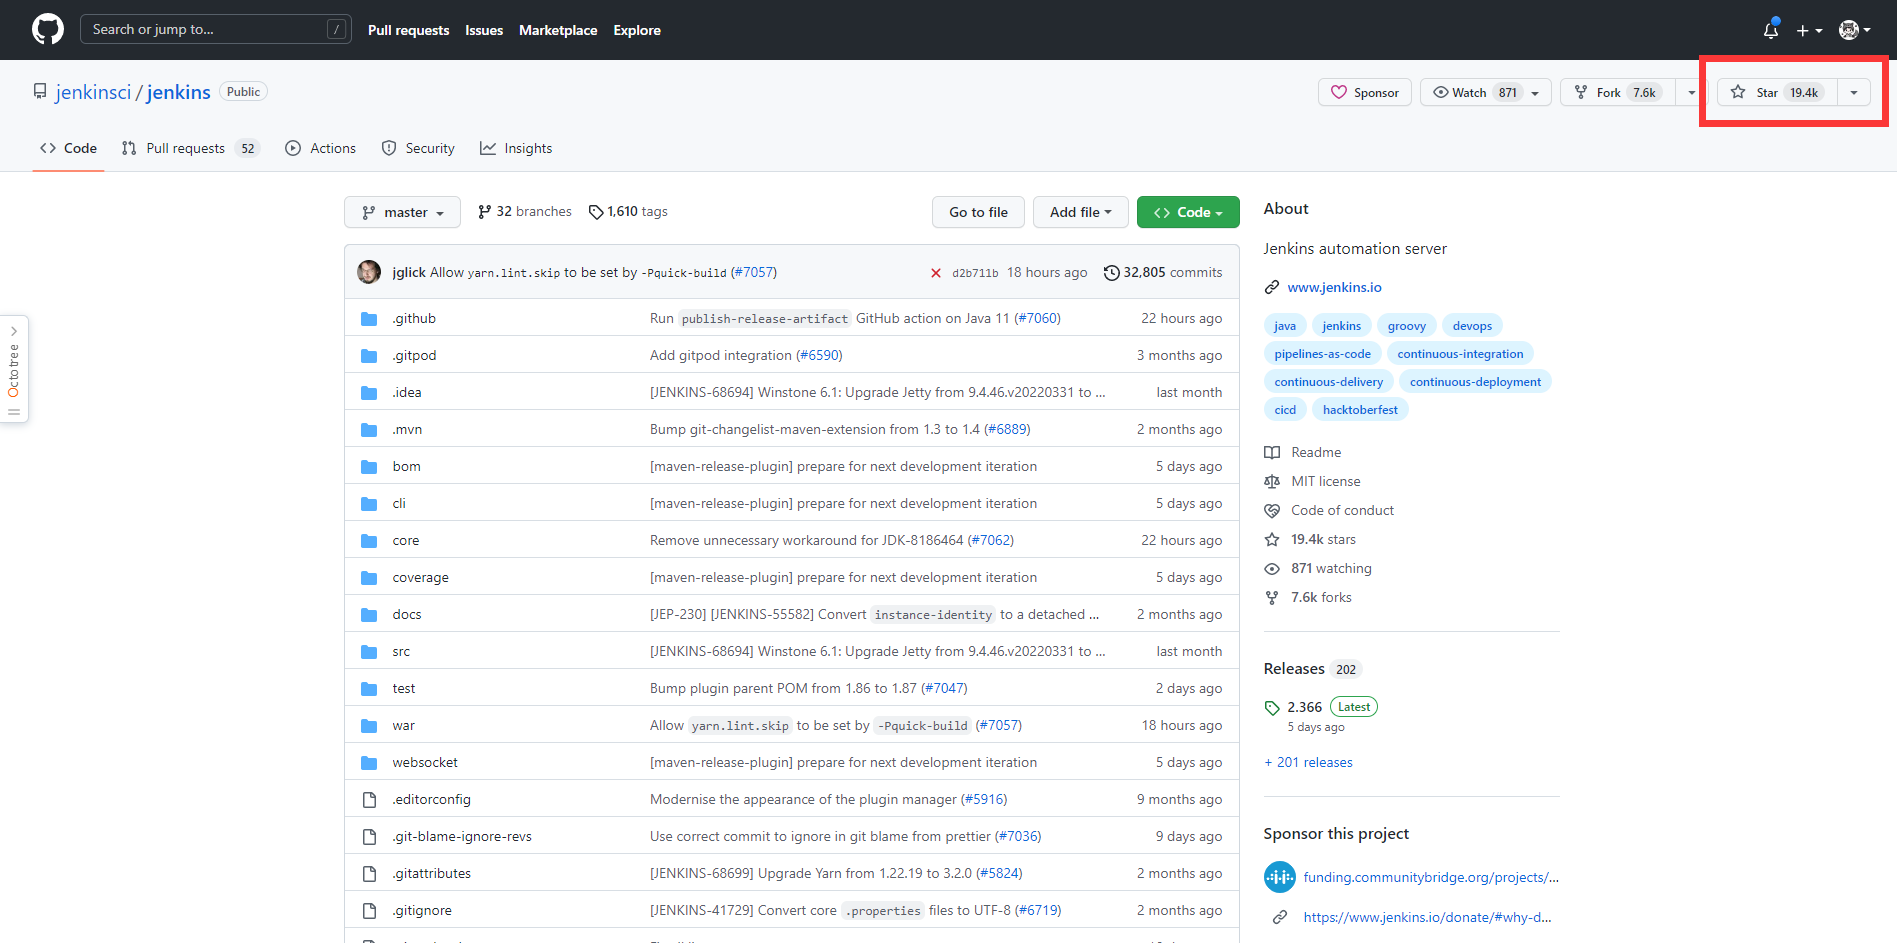 Search or jump to... /
Pull requests Issues Marketplace Explore
jenkinsci / jenkins Public
Sponsor Watch 871 Fork 7.6k Star 19.4k
Code Pull requests 52 Actions Security Insights
Octotree
master 32 branches 1,610 tags Go to file Add file Code
jglick Allow yarn.lint.skip to be set by -Pquick-build (#7057) d2b711b 18 hours ago 32,805 commits
.github Run publish-release-artifact GitHub action on Java 11 (#7060) 22 hours ago
.gitpod Add gitpod integration (#6590) 3 months ago
.idea [JENKINS-68694] Winstone 6.1: Upgrade Jetty from 9.4.46.v20220331 to ... last month
.mvn Bump git-changelist-maven-extension from 1.3 to 1.4 (#6889) 2 months ago
bom [maven-release-plugin] prepare for next development iteration 5 days ago
cli [maven-release-plugin] prepare for next development iteration 5 days ago
core Remove unnecessary workaround for JDK-8186464 (#7062) 22 hours ago
coverage [maven-release-plugin] prepare for next development iteration 5 days ago
docs [JEP-230] [JENKINS-55582] Convert instance-identity to a detached ... 2 months ago
src [JENKINS-68694] Winstone 6.1: Upgrade Jetty from 9.4.46.v20220331 to ... last month
test Bump plugin parent POM from 1.86 to 1.87 (#7047) 2 days ago
war Allow yarn.lint.skip to be set by -Pquick-build (#7057) 18 hours ago
websocket [maven-release-plugin] prepare for next development iteration 5 days ago
.editorconfig Modernise the appearance of the plugin manager (#5916) 9 months ago
.git-blame-ignore-revs Use correct commit to ignore in git blame from prettier (#7036) 9 days ago
.gitattributes [JENKINS-68699] Upgrade Yarn from 1.22.19 to 3.2.0 (#5824) 2 months ago
.gitignore [JENKINS-41729] Convert core .properties files to UTF-8 (#6719) 2 months ago
About
Jenkins automation server
www.jenkins.io
java jenkins groovy devops
pipelines-as-code continuous-integration
continuous-delivery continuous-deployment
cicd hacktoberfest
Readme
MIT license
Code of conduct
19.4k stars
871 watching
7.6k forks
Releases 202
2.366 Latest
5 days ago
+ 201 releases
Sponsor this project
funding.communitybridge.org/projects/...
https://www.jenkins.io/donate/#why-d...